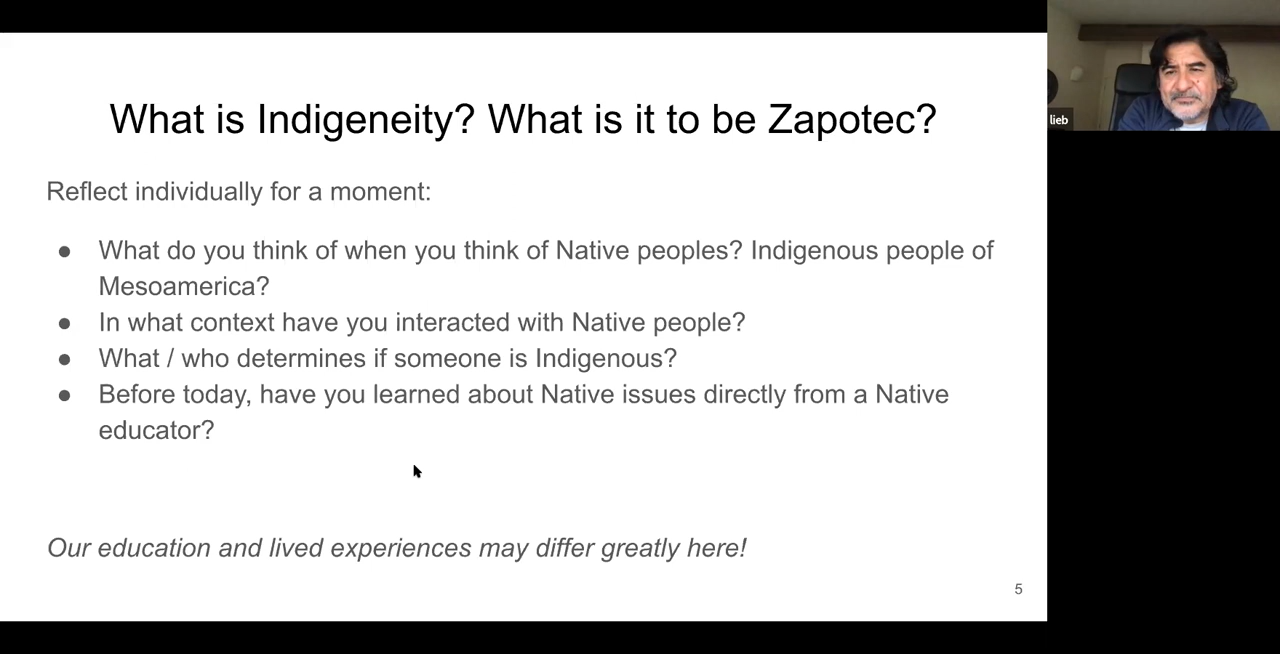 What is Indigeneity? What is it to be Zapotec?
Reflect individually for a moment:
● What do you think of when you think of Native peoples? Indigenous people of
Mesoamerica?
● In what context have you interacted with Native people?
● What / who determines if someone is Indigenous?
● Before today, have you learned about Native issues directly from a Native
educator?
Our education and lived experiences may differ greatly here!
5
lieb